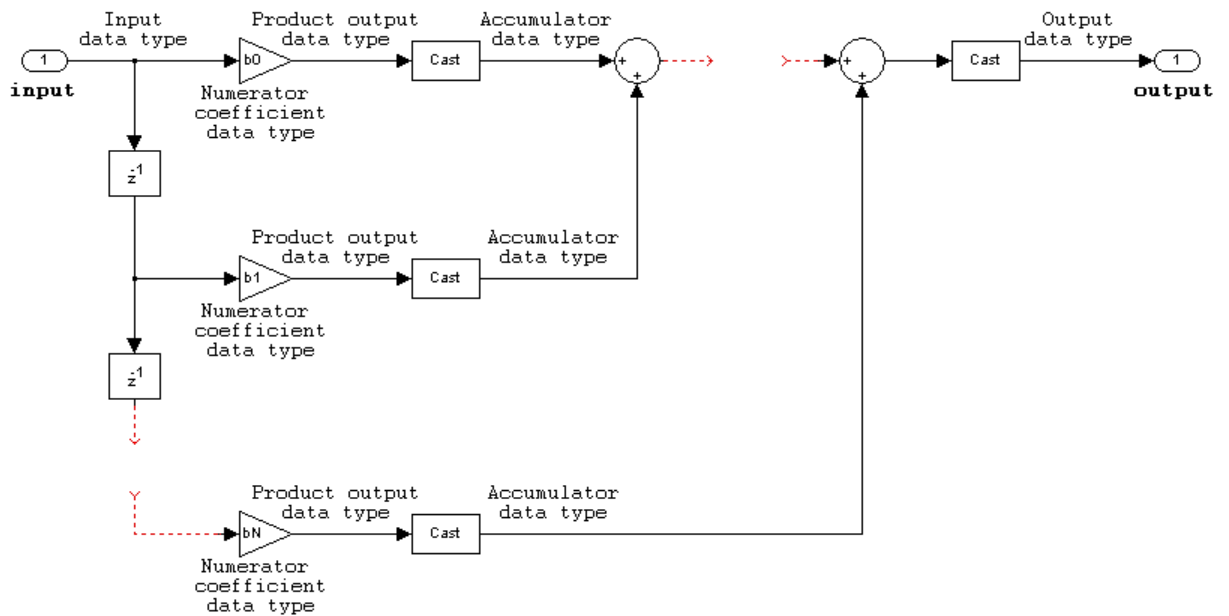 Input
data type
Product output
data type
Accumulator
data type
Output
data type
1
b0
Cast
+
+
+
+
Cast
1
input
output
Numerator
coefficient
data type
z-1
Product output
data type
Accumulator
data type
b1
Cast
Numerator
coefficient
data type
z-1
Product output
data type
Accumulator
data type
bN
Cast
Numerator
coefficient
data type